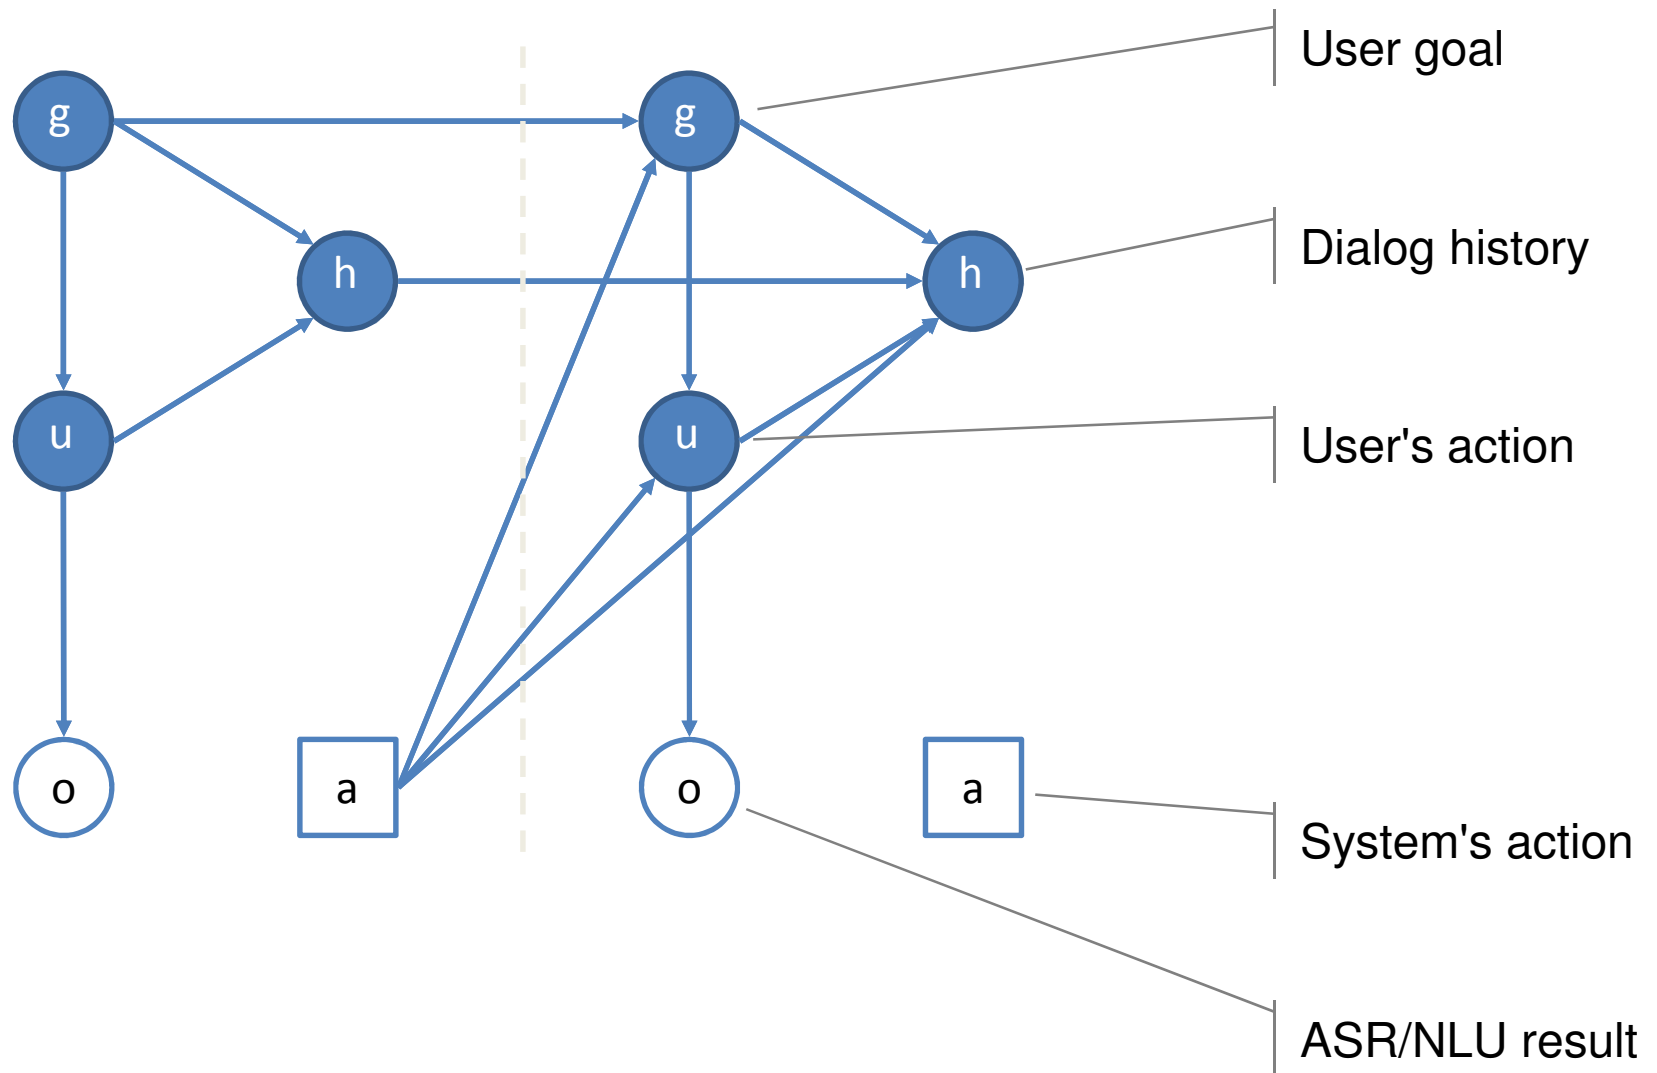 User goal
g
g
Dialog history
h
h
User's action
u
u
o
a
o
a
System's action
ASR/NLU result